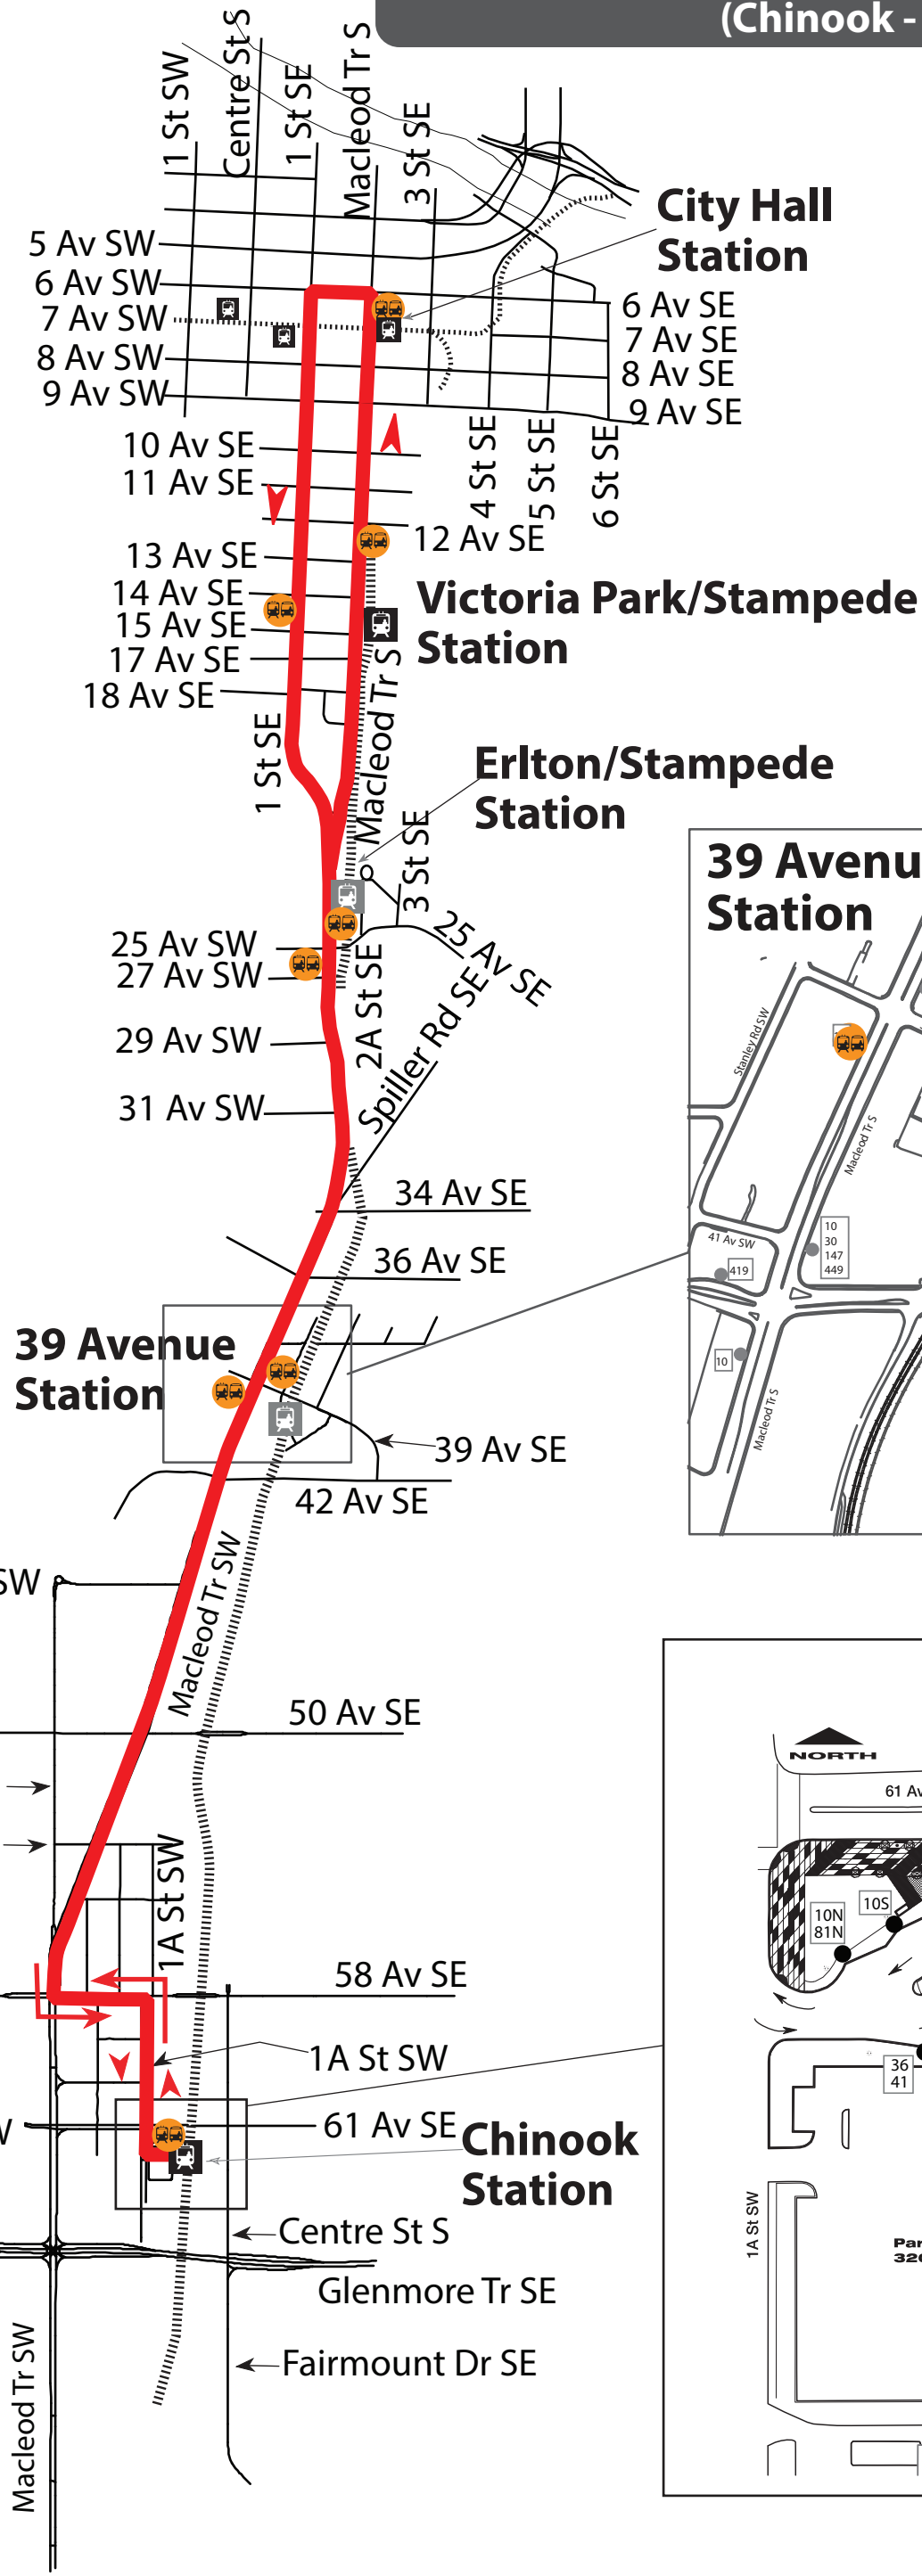 (Chinook -
1 St SW
Centre St S
1 St SE
Macleod Tr S
3 St SE
City Hall
Station
5 Av SW
6 Av SW
7 Av SW
8 Av SW
9 Av SW
6 Av SE
7 Av SE
8 Av SE
9 Av SE
10 Av SE
11 Av SE
4 St SE
5 St SE
6 St SE
12 Av SE
13 Av SE
14 Av SE
15 Av SE
17 Av SE
18 Av SE
Victoria Park/Stampede
Station
1 St SE
Macleod Tr S
Erlton/Stampede
Station
3 St SE
25 Av SW
27 Av SW
25 Av SE
2A St SE
29 Av SW
Spiller Rd SE
31 Av SW
34 Av SE
36 Av SE
39 Avenue
Station
39 Av SE
42 Av SE
39 Avenu
Station
Stanley Rd SW
Macleod Tr S
41 Av SW
10
30
147
449
419
10
Macleod Tr S
SW
Macleod Tr SW
50 Av SE
1A St SW
58 Av SE
1A St SW
61 Av SE
Chinook
Station
Centre St S
Glenmore Tr SE
Fairmount Dr SE
Macleod Tr SW
NORTH
61 Av
10N
81N
10S
36
41
1A St SW
Par
320